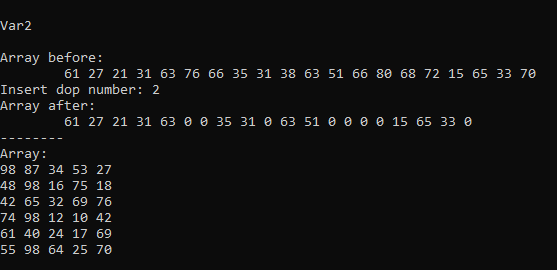 Var2
Array before:
61 27 21 31 63 76 66 35 31 38 63 51 66 80 68 72 15 65 33 70
Insert dop number: 2
Array after:
61 27 21 31 63 0 0 35 31 0 63 51 0 0 0 0 15 65 33 0
--------
Array:
98 87 34 53 27
48 98 16 75 18
42 65 32 69 76
74 98 12 10 42
61 40 24 17 69
55 98 64 25 70